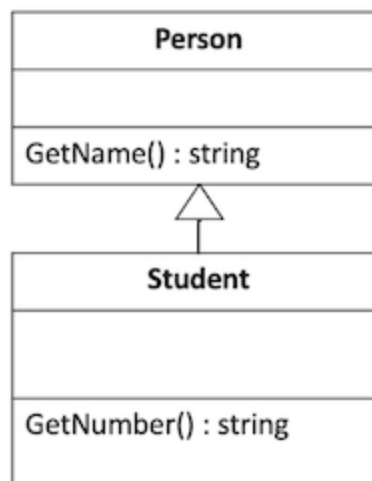 Person
GetName() : string
Student
GetNumber() : string